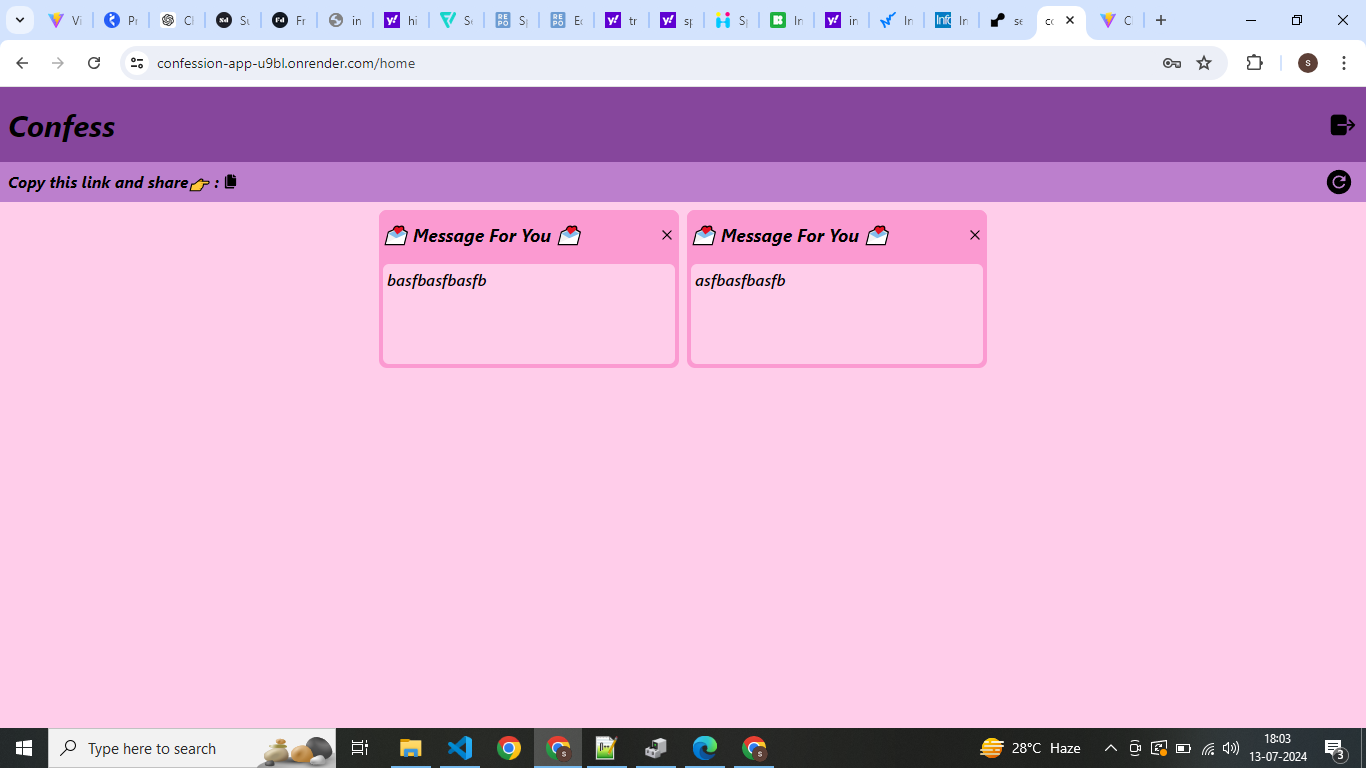 Vi
Pr
Cl
Su
Fr
in
hi
Se
Sp
Ec
tr
sp
Sp
In
in
In
In
se
cc
C
confession-app-u9bl.onrender.com/home
s
Confess
Copy this link and share👉 :
💌 Message For You 💌
basfbasfbasfb
💌 Message For You 💌
asfbasfbasfb
Type here to search
28°C Haze
18:03
13-07-2024
3